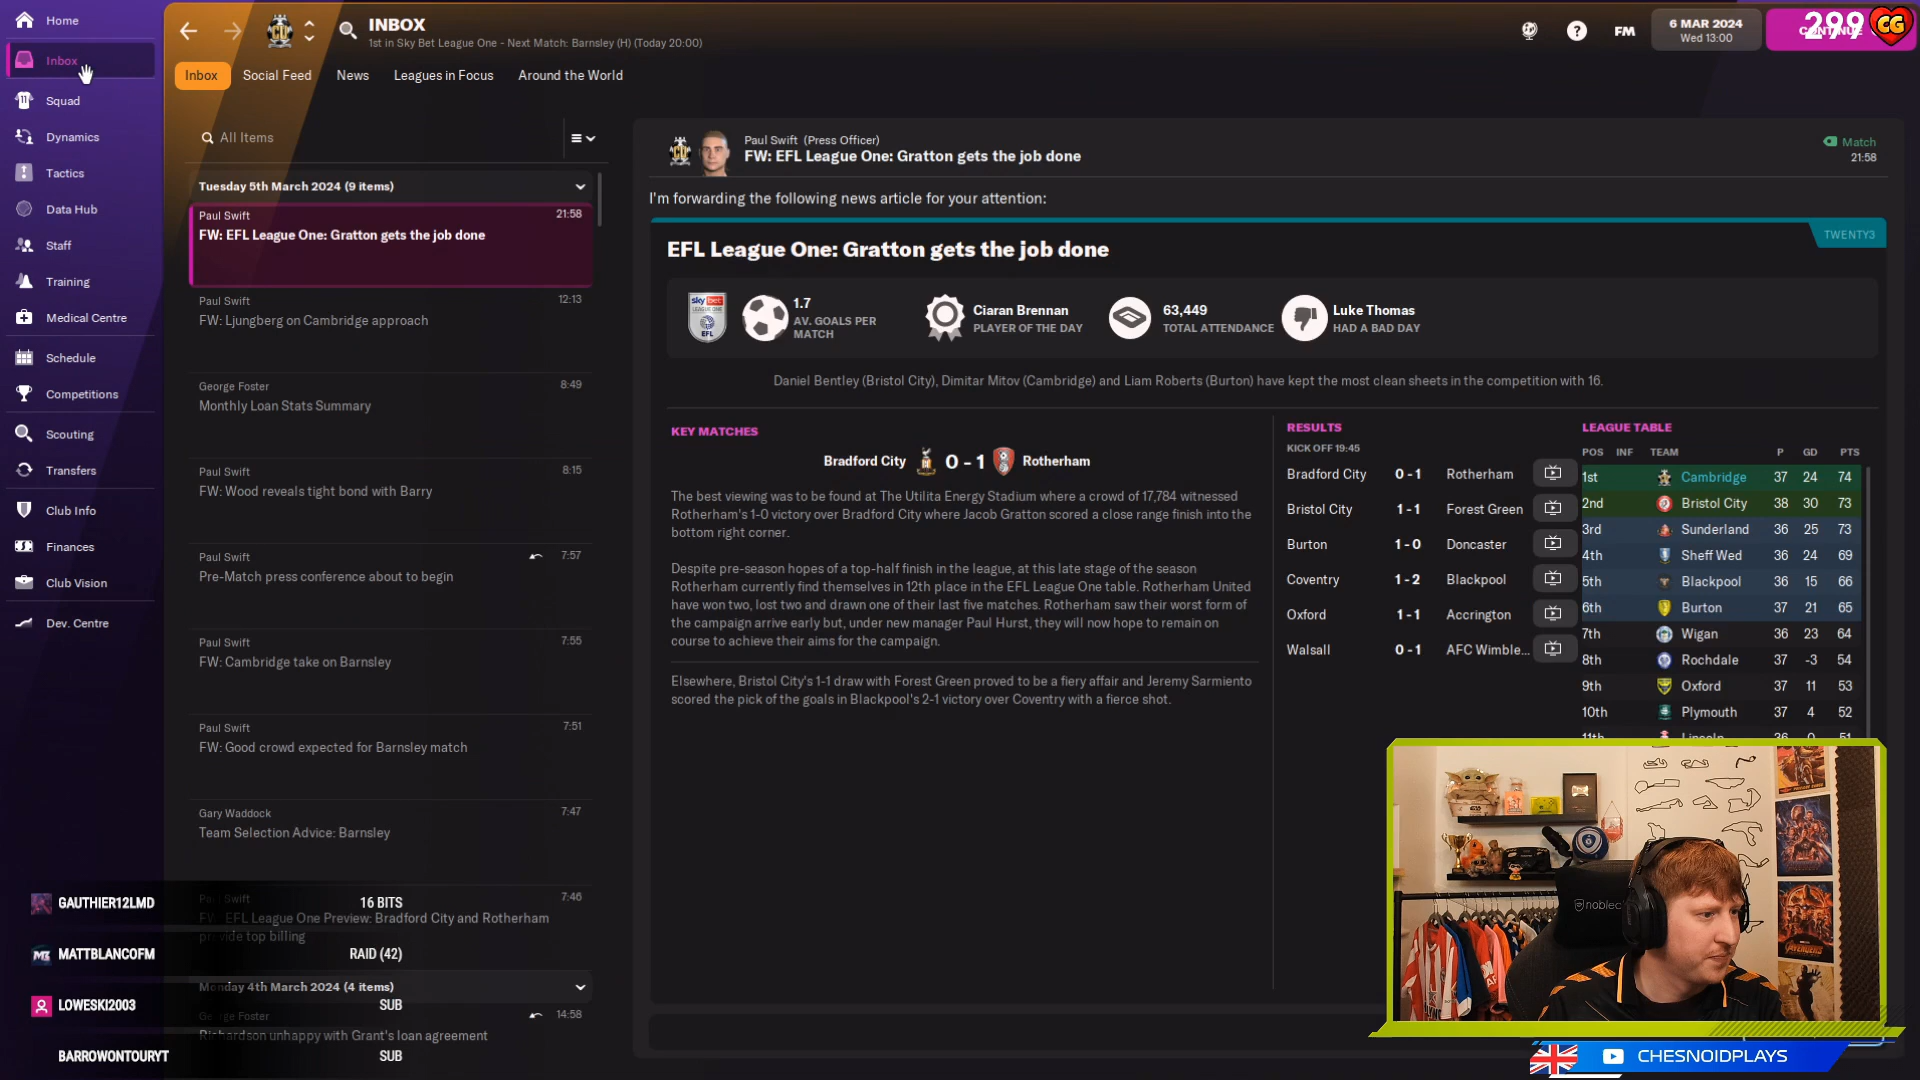 Home
Inbox
Squad
Dynamics
Tactics
Data Hub
Staff
Training
Medical Centre
Schedule
Competitions
Scouting
Transfers
Club Info
Finances
Club Vision
Dev. Centre
INBOX
1st in Sky Bet League One - Next Match: Barnsley (H) (Today 20:00)
FM
6 MAR 2024
Wed 13:00
299
CG
Inbox Social Feed News Leagues in Focus Around the World
All Items
Tuesday 5th March 2024 (9 items)
Paul Swift 21:58
FW: EFL League One: Gratton gets the job done
Paul Swift 12:13
FW: Ljungberg on Cambridge approach
George Foster 8:49
Monthly Loan Stats Summary
Paul Swift 8:15
FW: Wood reveals tight bond with Barry
Paul Swift 7:57
Pre-Match press conference about to begin
Paul Swift 7:55
FW: Cambridge take on Barnsley
Paul Swift 7:51
FW: Good crowd expected for Barnsley match
Gary Waddock 7:47
Team Selection Advice: Barnsley
Swift 7:46
EFL League One Preview: Bradford City and Rotherham
top billing
Monday 4th March 2024 (4 items)
Foster 14:58
Richardson unhappy with Grant's loan agreement
GAUTHIER12LMD 16 BITS
MATTBLANCOFM RAID (42)
LOWESKI2003 SUB
BARROWONTOURYT SUB
Paul Swift (Press Officer)
FW: EFL League One: Gratton gets the job done
Match
21:58
I'm forwarding the following news article for your attention:
TWENTY3
EFL League One: Gratton gets the job done
sky bet
LEAGUE ONE
EFL
1.7
AV. GOALS PER
MATCH
Ciaran Brennan
PLAYER OF THE DAY
63,449
TOTAL ATTENDANCE
Luke Thomas
HAD A BAD DAY
Daniel Bentley (Bristol City), Dimitar Mitov (Cambridge) and Liam Roberts (Burton) have kept the most clean sheets in the competition with 16.
KEY MATCHES
Bradford City 0 - 1 Rotherham
The best viewing was to be found at The Utilita Energy Stadium where a crowd of 17,784 witnessed
Rotherham's 1-0 victory over Bradford City where Jacob Gratton scored a close range finish into the
bottom right corner.
Despite pre-season hopes of a top-half finish in the league, at this late stage of the season
Rotherham currently find themselves in 12th place in the EFL League One table. Rotherham United
have won two, lost two and drawn one of their last five matches. Rotherham saw their worst form of
the campaign arrive early but, under new manager Paul Hurst, they will now hope to remain on
course to achieve their aims for the campaign.
Elsewhere, Bristol City's 1-1 draw with Forest Green proved to be a fiery affair and Jeremy Sarmiento
scored the pick of the goals in Blackpool's 2-1 victory over Coventry with a fierce shot.
RESULTS
KICK OFF 19:45
Bradford City 0 - 1 Rotherham
Bristol City 1 - 1 Forest Green
Burton 1 - 0 Doncaster
Coventry 1 - 2 Blackpool
Oxford 1 - 1 Accrington
Walsall 0 - 1 AFC Wimble...
LEAGUE TABLE
POS INF TEAM P GD PTS
1st Cambridge 37 24 74
2nd Bristol City 38 30 73
3rd Sunderland 36 25 73
4th Sheff Wed 36 24 69
5th Blackpool 36 15 66
6th Burton 37 21 65
7th Wigan 36 23 64
8th Rochdale 37 -3 54
9th Oxford 37 11 53
10th Plymouth 37 4 52
11th Lincoln 36 0 51
noblec
CHESNOIDPLAYS